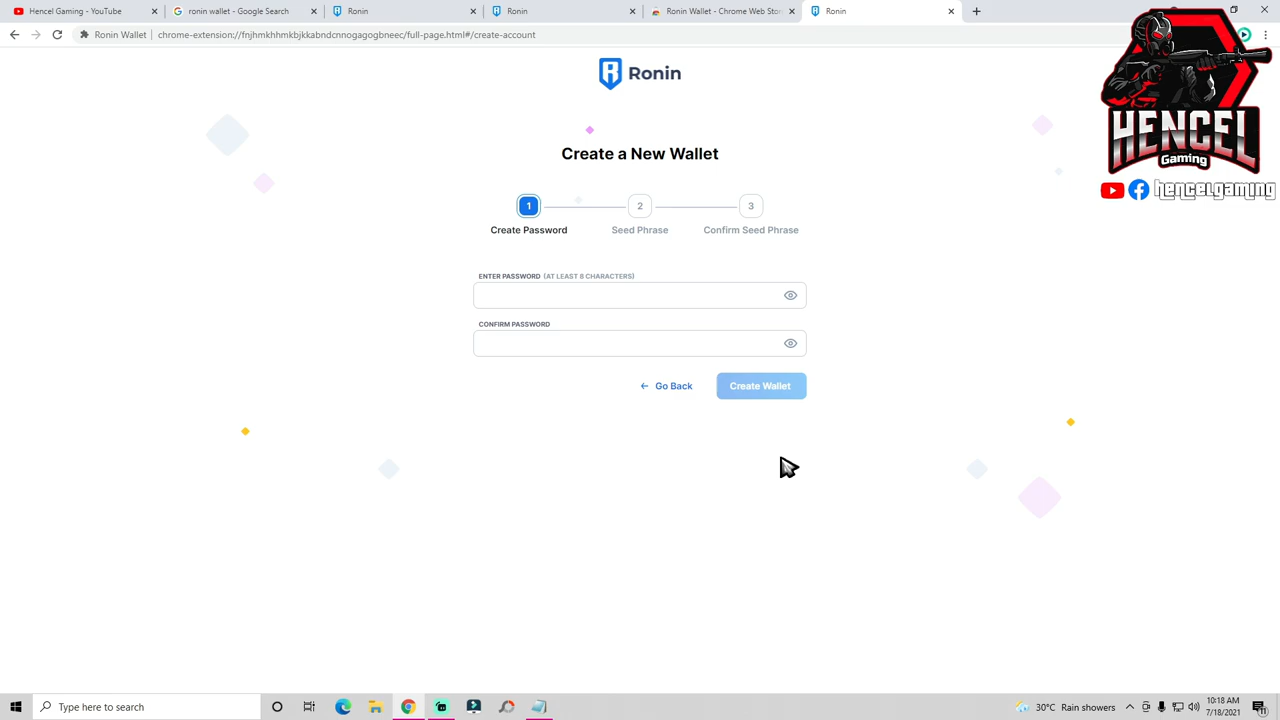 Hencel Gaming - YouTube
ronin wallet - Google Search
Ronin
Ronin
Ronin Wallet - Chrome Web Stor
Ronin
Ronin Wallet | chrome-extension://fnjhmkhhmkbjkkabndcnnogagogbneec/full-page.html#/create-account
Ronin
HENCEL
Gaming
hencelgaming
Create a New Wallet
1
2
3
Create Password
Seed Phrase
Confirm Seed Phrase
ENTER PASSWORD (AT LEAST 8 CHARACTERS)
CONFIRM PASSWORD
← Go Back
Create Wallet
Type here to search
30°C Rain showers
10:18 AM
7/18/2021
11